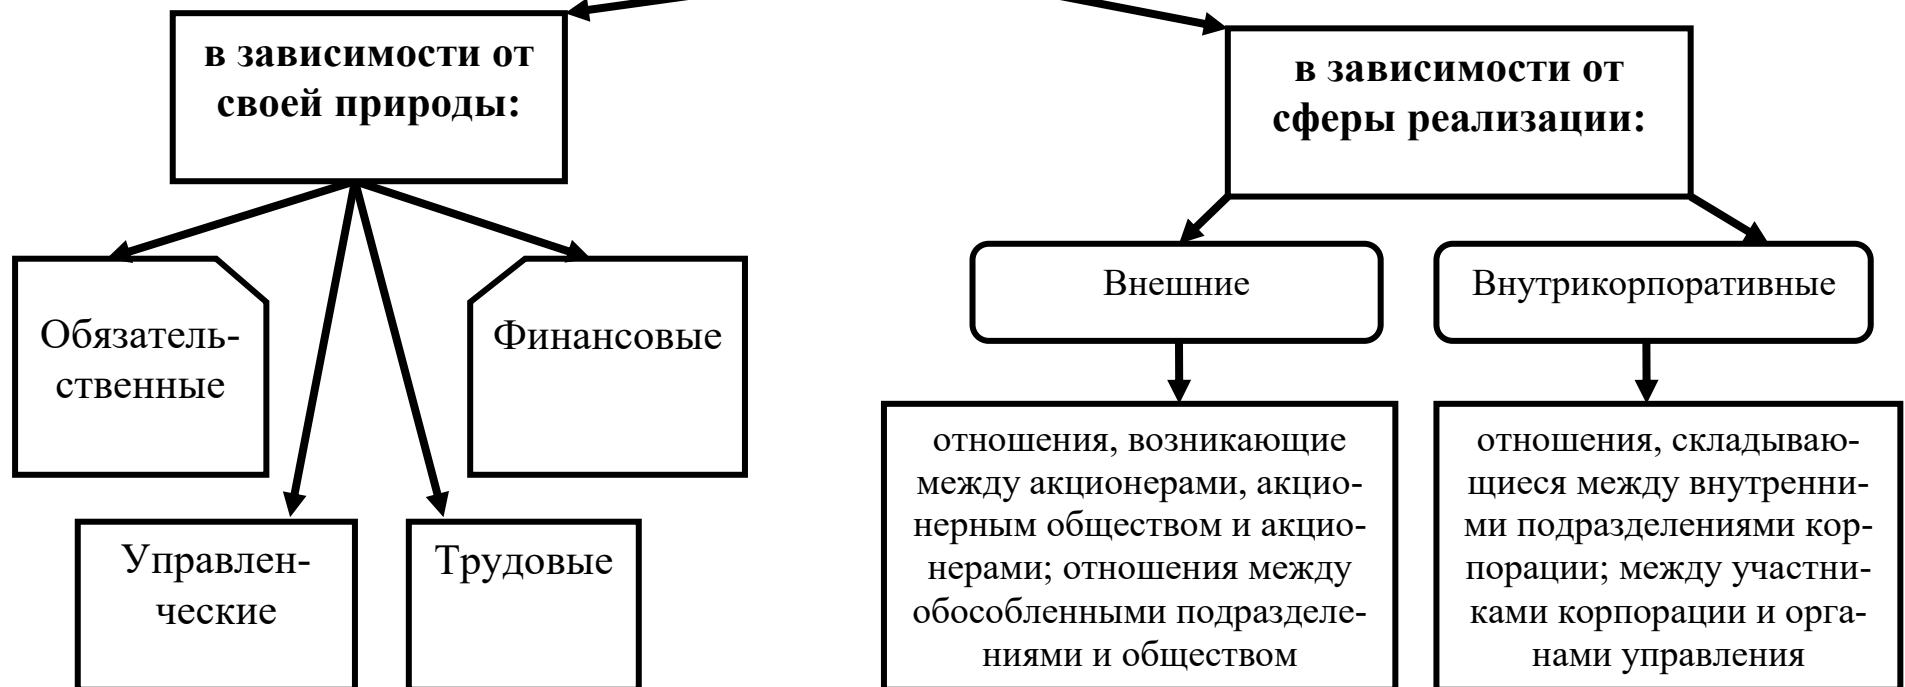 в зависимости от
своей природы:
в зависимости от
сферы реализации:
Обязатель-
ственные
Финансовые
Управлен-
ческие
Трудовые
Внешние
Внутрикорпоративные
отношения, возникающие
между акционерами, акцио-
нерным обществом и акцио-
нерами; отношения между
обособленными подразделе-
ниями и обществом
отношения, складываю-
щиеся между внутренни-
ми подразделениями кор-
порации; между участни-
ками корпорации и орга-
нами управления